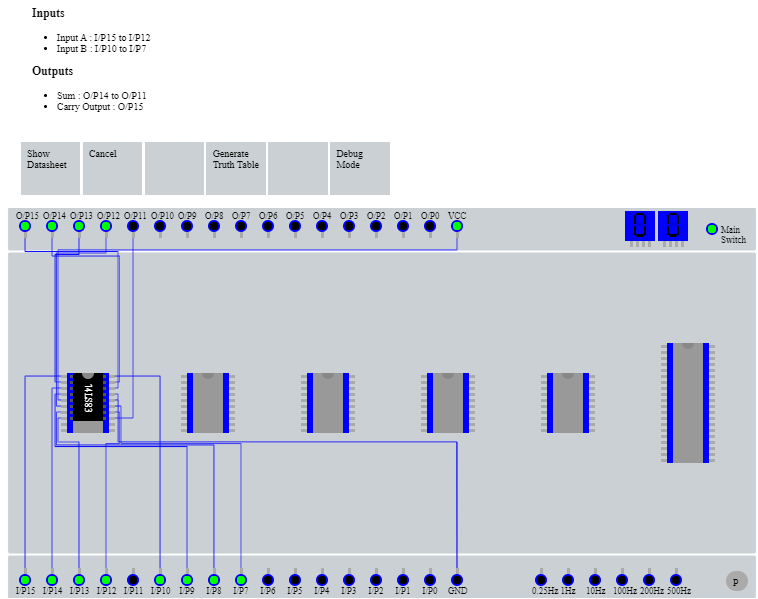 Inputs
Input A : I/P15 to I/P12
Input B : I/P10 to I/P7
Outputs
Sum : O/P14 to O/P11
Carry Output : O/P15
Show Datasheet
Cancel
Generate Truth Table
Debug Mode
O/P15 O/P14 O/P13 O/P12 O/P11 O/P10 O/P9 O/P8 O/P7 O/P6 O/P5 O/P4 O/P3 O/P2 O/P1 O/P0 VCC
0 0
Main Switch
74LS83
I/P15 I/P14 I/P13 I/P12 I/P11 I/P10 I/P9 I/P8 I/P7 I/P6 I/P5 I/P4 I/P3 I/P2 I/P1 I/P0 GND
0.25Hz 1Hz 10Hz 100Hz 200Hz 500Hz
P